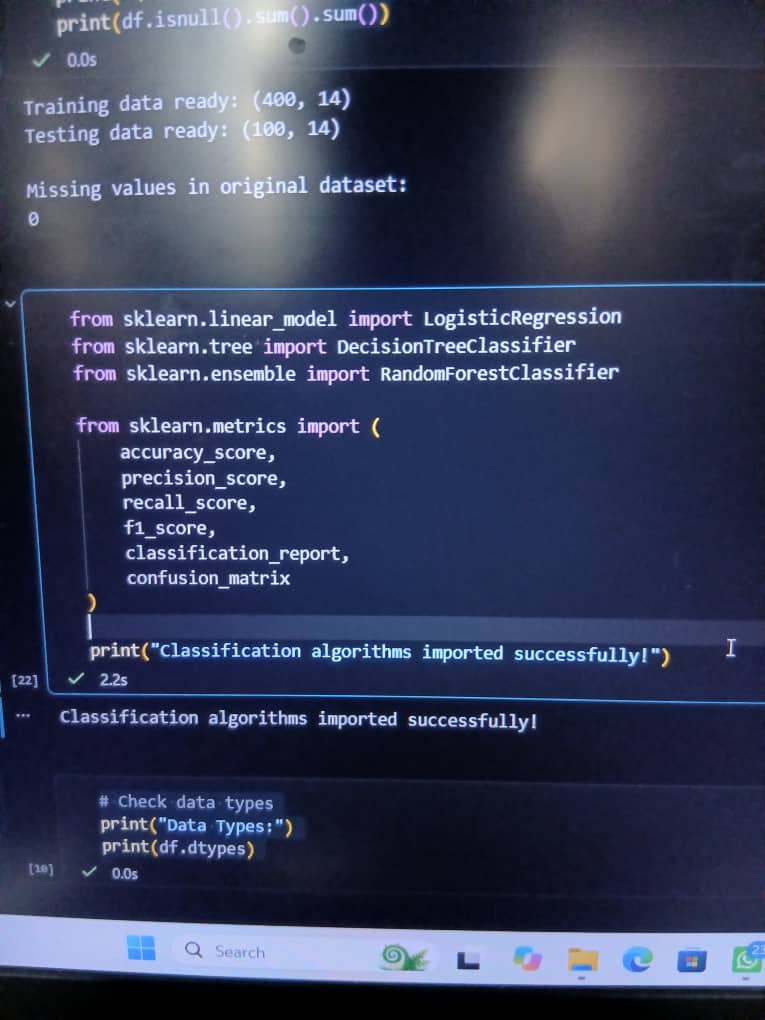 print(df.isnull().sum().sum())
0.0s
Training data ready: (400, 14)
Testing data ready: (100, 14)
Missing values in original dataset:
0
from sklearn.linear_model import LogisticRegression
from sklearn.tree import DecisionTreeClassifier
from sklearn.ensemble import RandomForestClassifier
from sklearn.metrics import (
accuracy_score,
precision_score,
recall_score,
f1_score,
classification_report,
confusion_matrix
)
print("Classification algorithms imported successfully!")
[22]
2.2s
... Classification algorithms imported successfully!
# Check data types
print("Data Types:")
print(df.dtypes)
[10]
0.0s
Search